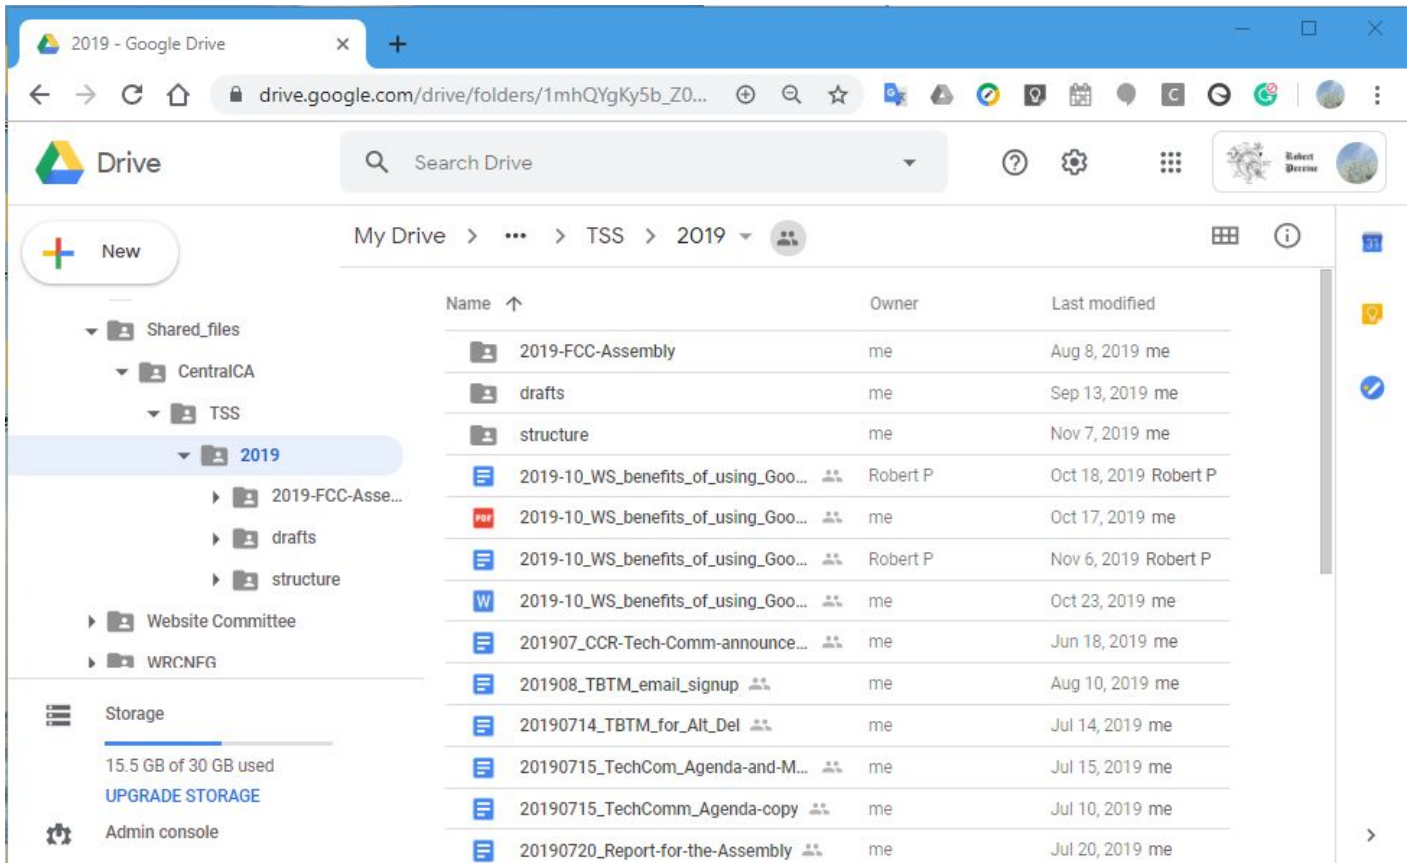 2019 - Google Drive
drive.google.com/drive/folders/1mhQYgKy5b_Z0...
C
Drive
Search Drive
Robert
Perrine
New
My Drive > ••• > TSS > 2019
31
Name Owner Last modified
Shared_files
CentralCA
TSS
2019
2019-FCC-Asse...
drafts
structure
Website Committee
WRCNFG
2019-FCC-Assembly me Aug 8, 2019 me
drafts me Sep 13, 2019 me
structure me Nov 7, 2019 me
2019-10_WS_benefits_of_using_Goo... Robert P Oct 18, 2019 Robert P
PDF 2019-10_WS_benefits_of_using_Goo... me Oct 17, 2019 me
2019-10_WS_benefits_of_using_Goo... Robert P Nov 6, 2019 Robert P
W 2019-10_WS_benefits_of_using_Goo... me Oct 23, 2019 me
201907_CCR-Tech-Comm-announce... me Jun 18, 2019 me
201908_TBTM_email_signup me Aug 10, 2019 me
20190714_TBTM_for_Alt_Del me Jul 14, 2019 me
20190715_TechCom_Agenda-and-M... me Jul 15, 2019 me
20190715_TechComm_Agenda-copy me Jul 10, 2019 me
20190720_Report-for-the-Assembly me Jul 20, 2019 me
Storage
15.5 GB of 30 GB used
UPGRADE STORAGE
Admin console